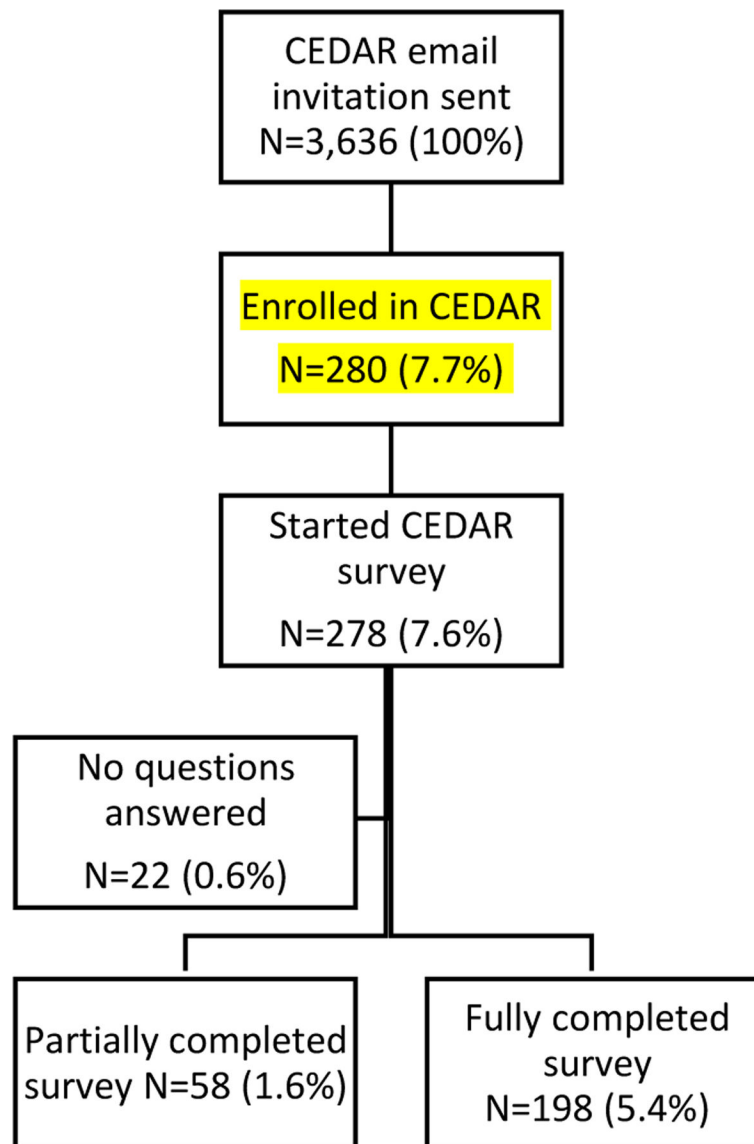 CEDAR email
invitation sent
N=3,636 (100%)
Enrolled in CEDAR
N=280 (7.7%)
Started CEDAR
survey
N=278 (7.6%)
No questions
answered
N=22 (0.6%)
Partially completed
survey N=58 (1.6%)
Fully completed
survey
N=198 (5.4%)